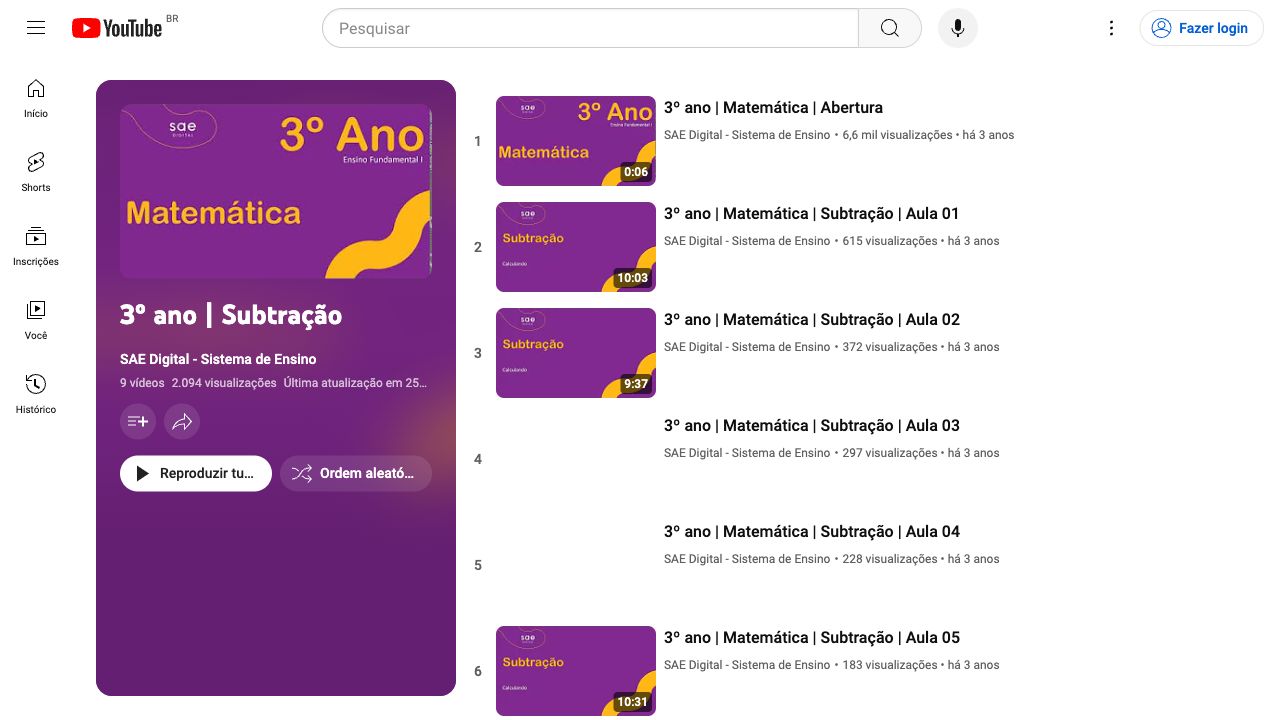 YouTube BR
Pesquisar
Fazer login
Início
Shorts
Inscrições
Você
Histórico
sae
DIGITAL
3º Ano
Ensino Fundamental I
Matemática
3º ano | Subtração
SAE Digital - Sistema de Ensino
9 vídeos 2.094 visualizações Última atualização em 25...
Reproduzir tu...
Ordem aleató...
1
sae
3º Ano
Ensino Fundamental I
Matemática
0:06
3º ano | Matemática | Abertura
SAE Digital - Sistema de Ensino • 6,6 mil visualizações • há 3 anos
2
sae
Subtração
Calculando
10:03
3º ano | Matemática | Subtração | Aula 01
SAE Digital - Sistema de Ensino • 615 visualizações • há 3 anos
3
sae
Subtração
Calculando
9:37
3º ano | Matemática | Subtração | Aula 02
SAE Digital - Sistema de Ensino • 372 visualizações • há 3 anos
4
3º ano | Matemática | Subtração | Aula 03
SAE Digital - Sistema de Ensino • 297 visualizações • há 3 anos
5
3º ano | Matemática | Subtração | Aula 04
SAE Digital - Sistema de Ensino • 228 visualizações • há 3 anos
6
sae
Subtração
Calculando
10:31
3º ano | Matemática | Subtração | Aula 05
SAE Digital - Sistema de Ensino • 183 visualizações • há 3 anos